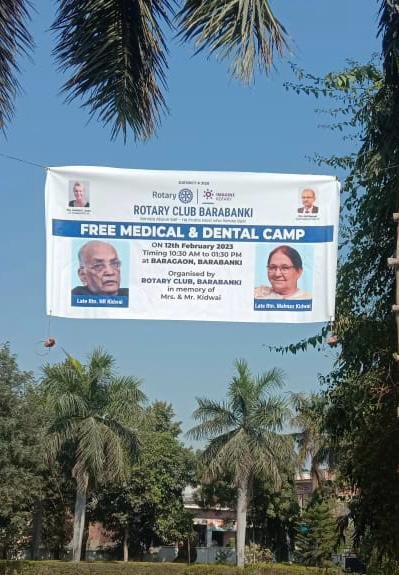 DISTRICT # 3120
Rotary
IMAGINE
ROTARY
ROTARY CLUB BARABANKI
FREE MEDICAL & DENTAL CAMP
ON 12th February 2023
Timing 10:30 AM to 01:30 PM
at BARAGAON, BARABANKI
Organised by
ROTARY CLUB, BARABANKI
in memory of
Mrs. & Mr. Kidwai
Late Rtn. NR Kidwai
Late Rtn. Mahnaz Kidwai